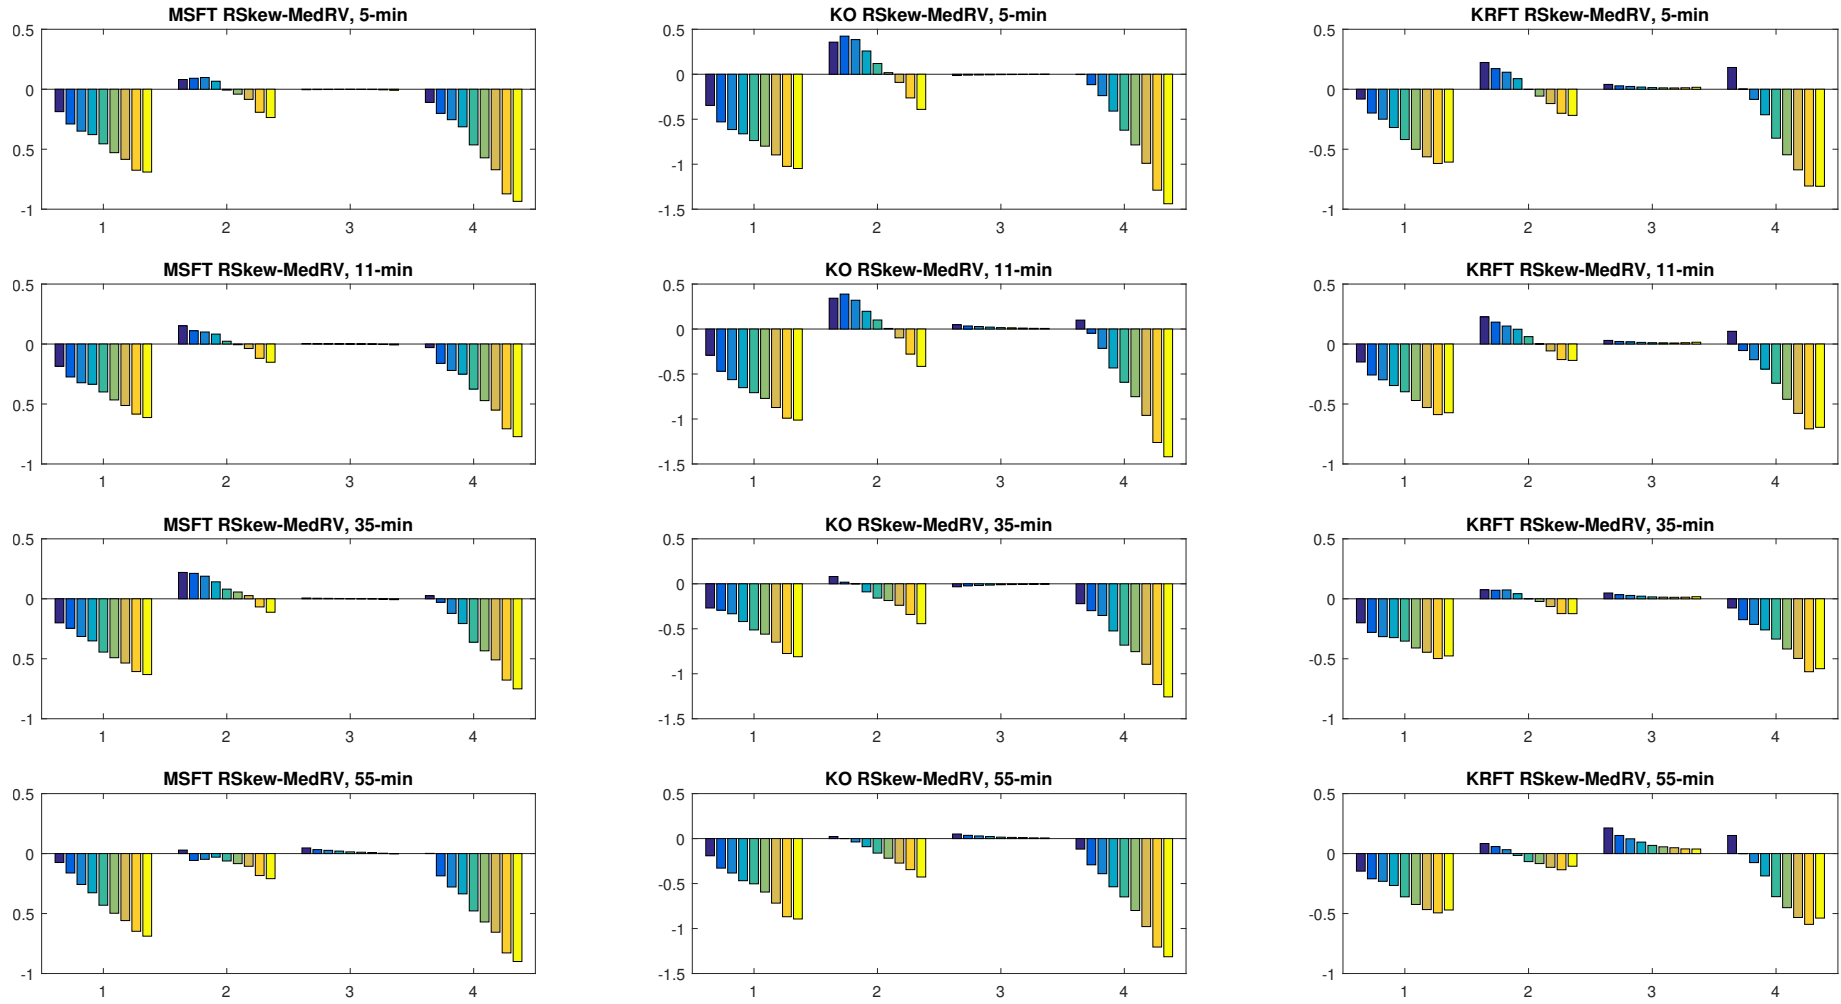 MSFT RSkew-MedRV, 5-min
0.5
0
0.5
-1
1 2 3 4
KO RSkew-MedRV, 5-min
0.5
0
-0.5
-1
-1.5
1 2 3 4
KRFT RSkew-MedRV, 5-min
0.5
0
-0.5
-1
1 2 3 4
MSFT RSkew-MedRV, 11-min
0.5
0
0.5
-1
1 2 3 4
KO RSkew-MedRV, 11-min
0.5
0
-0.5
-1
-1.5
1 2 3 4
KRFT RSkew-MedRV, 11-min
0.5
0
-0.5
-1
1 2 3 4
MSFT RSkew-MedRV, 35-min
0.5
0
0.5
-1
1 2 3 4
KO RSkew-MedRV, 35-min
0.5
0
-0.5
-1
-1.5
1 2 3 4
KRFT RSkew-MedRV, 35-min
0.5
0
-0.5
-1
1 2 3 4
MSFT RSkew-MedRV, 55-min
0.5
0
0.5
-1
1 2 3 4
KO RSkew-MedRV, 55-min
0.5
0
-0.5
-1
-1.5
1 2 3 4
KRFT RSkew-MedRV, 55-min
0.5
0
-0.5
-1
1 2 3 4